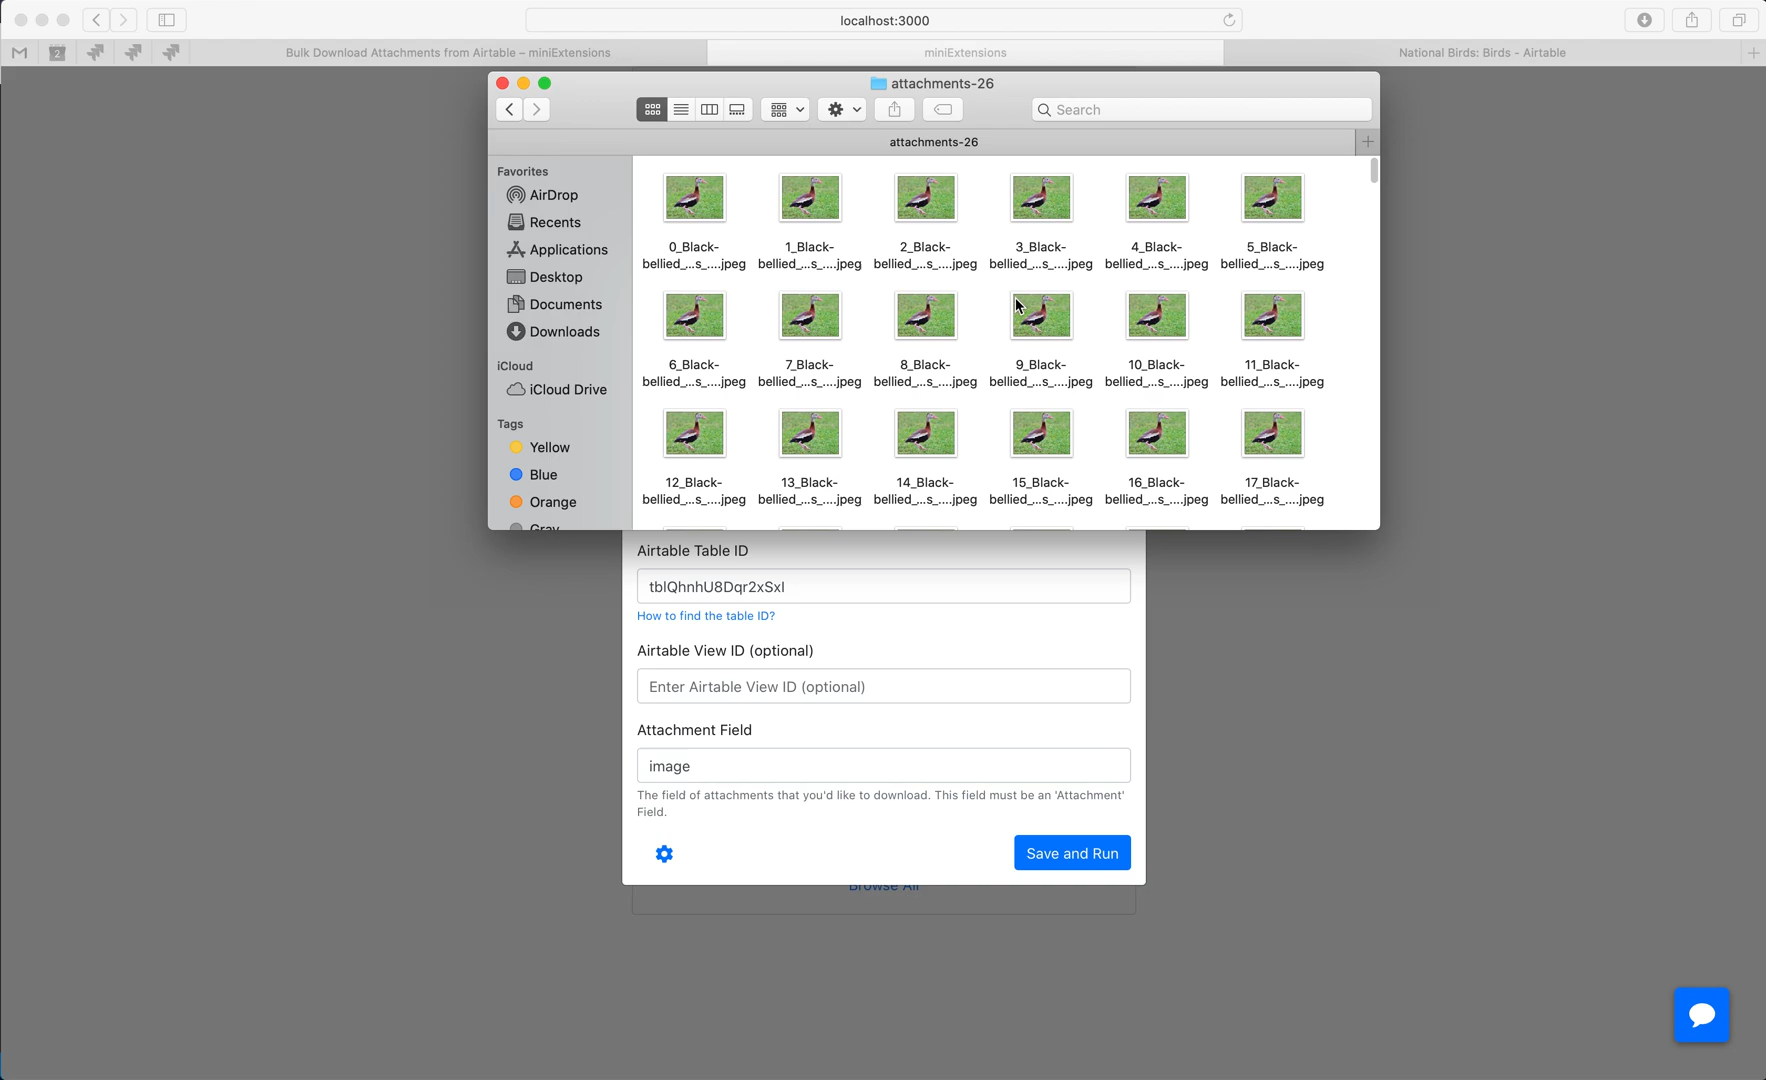 localhost:3000
2
Bulk Download Attachments from Airtable – miniExtensions
miniExtensions
National Birds: Birds - Airtable
attachments-26
Search
attachments-26
Favorites
AirDrop
Recents
Applications
Desktop
Documents
Downloads
iCloud
iCloud Drive
Tags
Yellow
Blue
Orange
Gray
0_Black-
bellied_...s_....jpeg
1_Black-
bellied_...s_....jpeg
2_Black-
bellied_...s_....jpeg
3_Black-
bellied_...s_....jpeg
4_Black-
bellied_...s_....jpeg
5_Black-
bellied_...s_....jpeg
6_Black-
bellied_...s_....jpeg
7_Black-
bellied_...s_....jpeg
8_Black-
bellied_...s_....jpeg
9_Black-
bellied_...s_....jpeg
10_Black-
bellied_...s_....jpeg
11_Black-
bellied_...s_....jpeg
12_Black-
bellied_...s_....jpeg
13_Black-
bellied_...s_....jpeg
14_Black-
bellied_...s_....jpeg
15_Black-
bellied_...s_....jpeg
16_Black-
bellied_...s_....jpeg
17_Black-
bellied_...s_....jpeg
Airtable Table ID
tblQhnhU8Dqr2xSxl
How to find the table ID?
Airtable View ID (optional)
Enter Airtable View ID (optional)
Attachment Field
image
The field of attachments that you'd like to download. This field must be an 'Attachment'
Field.
Save and Run
Browse All